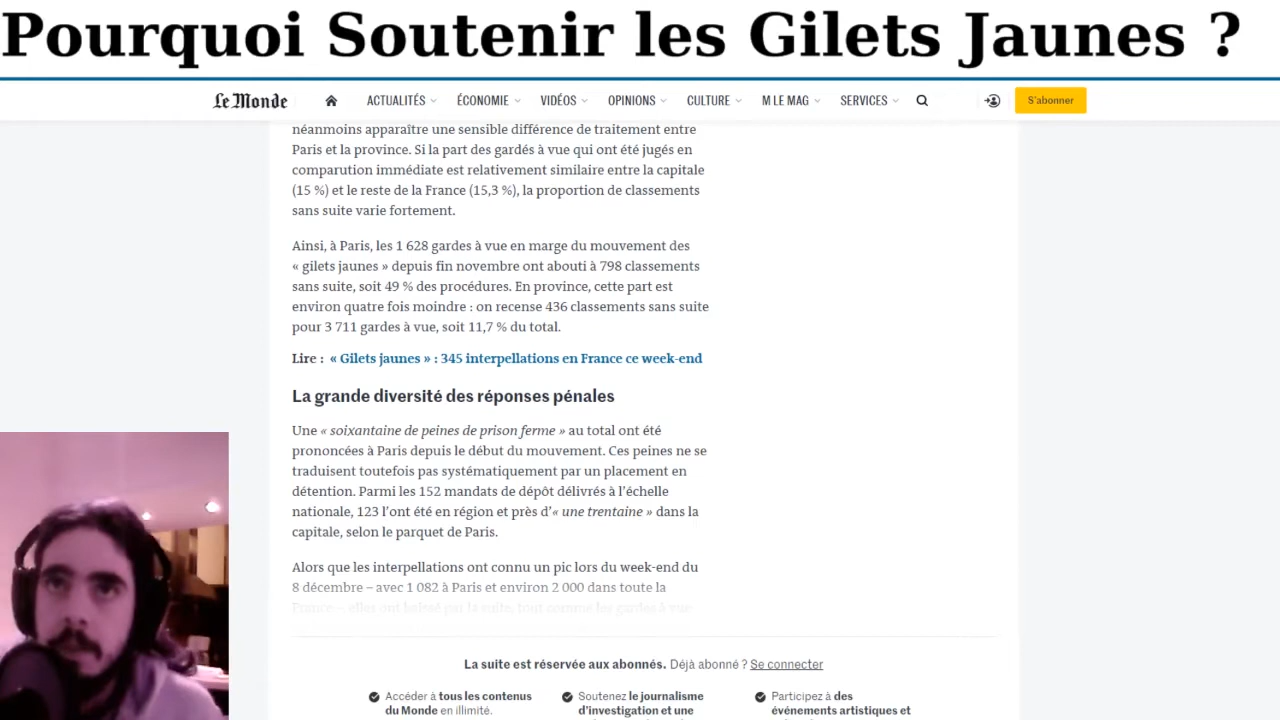 Pourquoi Soutenir les Gilets Jaunes ?
Le Monde
ACTUALITÉS
ÉCONOMIE
VIDÉOS
OPINIONS
CULTURE
M LE MAG
SERVICES
S'abonner
néanmoins apparaître une sensible différence de traitement entre
Paris et la province. Si la part des gardés à vue qui ont été jugés en
comparution immédiate est relativement similaire entre la capitale
(15 %) et le reste de la France (15,3 %), la proportion de classements
sans suite varie fortement.
Ainsi, à Paris, les 1 628 gardes à vue en marge du mouvement des
« gilets jaunes » depuis fin novembre ont abouti à 798 classements
sans suite, soit 49 % des procédures. En province, cette part est
environ quatre fois moindre : on recense 436 classements sans suite
pour 3 711 gardes à vue, soit 11,7 % du total.
Lire : « Gilets jaunes » : 345 interpellations en France ce week-end
La grande diversité des réponses pénales
Une « soixantaine de peines de prison ferme » au total ont été
prononcées à Paris depuis le début du mouvement. Ces peines ne se
traduisent toutefois pas systématiquement par un placement en
détention. Parmi les 152 mandats de dépôt délivrés à l'échelle
nationale, 123 l'ont été en région et près d'« une trentaine » dans la
capitale, selon le parquet de Paris.
Alors que les interpellations ont connu un pic lors du week-end du
8 décembre – avec 1 082 à Paris et environ 2 000 dans toute la
France –, elles ont baissé par la suite, tout comme les gardes à vue
La suite est réservée aux abonnés. Déjà abonné ? Se connecter
Accéder à tous les contenus
du Monde en illimité.
Soutenez le journalisme
d'investigation et une
Participez à des
événements artistiques et